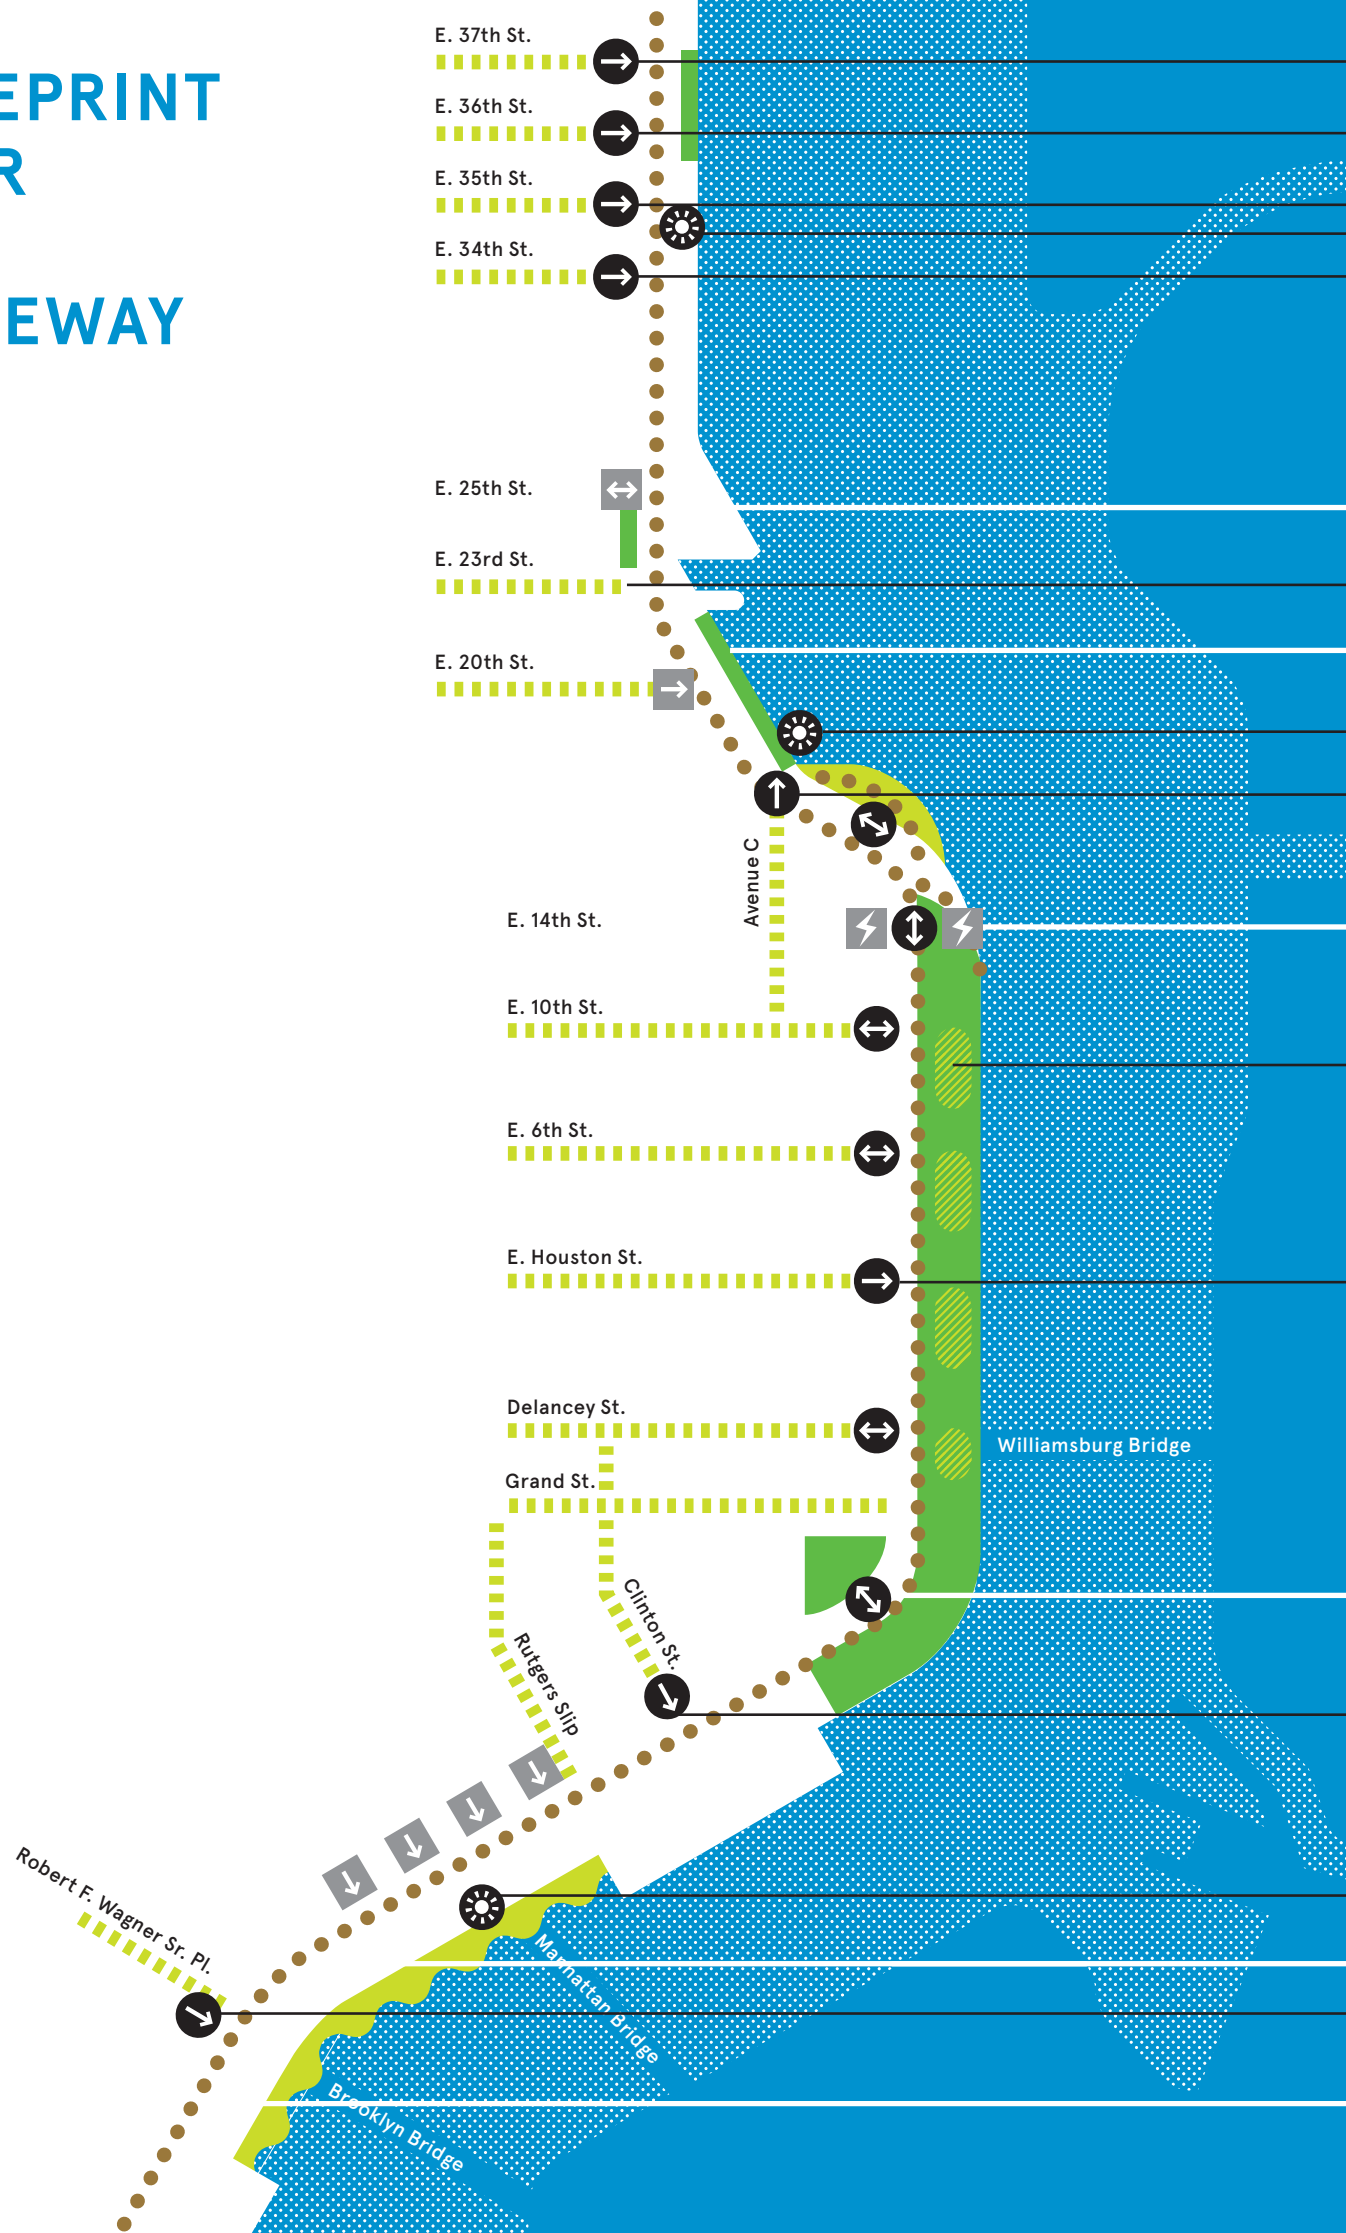 EPRINT
R
EWAY
E. 37th St.
E. 36th St.
E. 35th St.
E. 34th St.
E. 25th St.
E. 23rd St.
E. 20th St.
Avenue C
E. 14th St.
E. 10th St.
E. 6th St.
E. Houston St.
Delancey St.
Williamsburg Bridge
Grand St.
Clinton St.
Rutgers Slip
Robert F. Wagner Sr. Pl.
Manhattan Bridge
Brooklyn Bridge